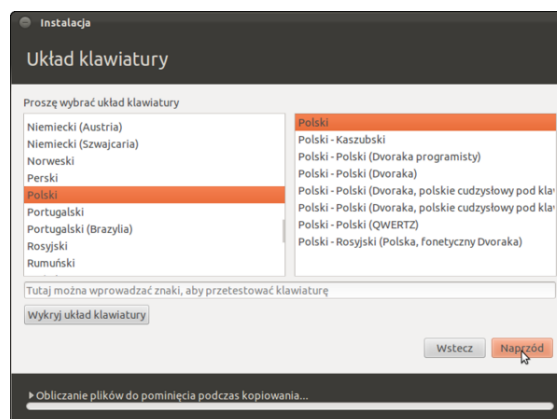 Instalacja
Układ klawiatury
Proszę wybrać układ klawiatury
Niemiecki (Austria)
Niemiecki (Szwajcaria)
Norweski
Perski
Polski
Portugalski
Portugalski (Brazylia)
Rosyjski
Rumuński
Polski
Polski - Kaszubski
Polski - Polski (Dvoraka programisty)
Polski - Polski (Dvoraka)
Polski - Polski (Dvoraka, polskie cudzysłowy pod
Polski - Polski (Dvoraka, polskie cudzysłowy pod
Polski - Polski (QWERTZ)
Polski - Rosyjski (Polska, fonetyczny Dvoraka)
Tutaj można wprowadzać znaki, aby przetestować klawiaturę
Wykryj układ klawiatury
Wstecz
Naprzód
Obliczanie plików do pominięcia podczas kopiowania...